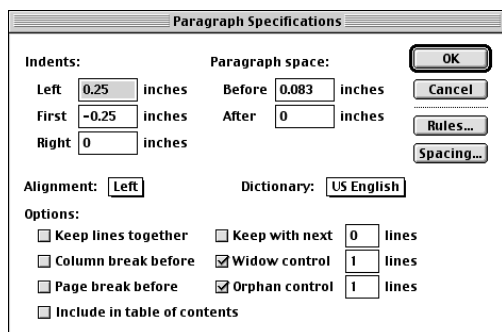 Paragraph Specifications
Indents:
Paragraph space:
OK
Left 0.25 inches
Before 0.083 inches
Cancel
First -0.25 inches
After 0 inches
Rules...
Right 0 inches
Spacing...
Alignment: Left
Dictionary: US English
Options:
Keep lines together
Keep with next 0 lines
Column break before
Widow control 1 lines
Page break before
Orphan control 1 lines
Include in table of contents